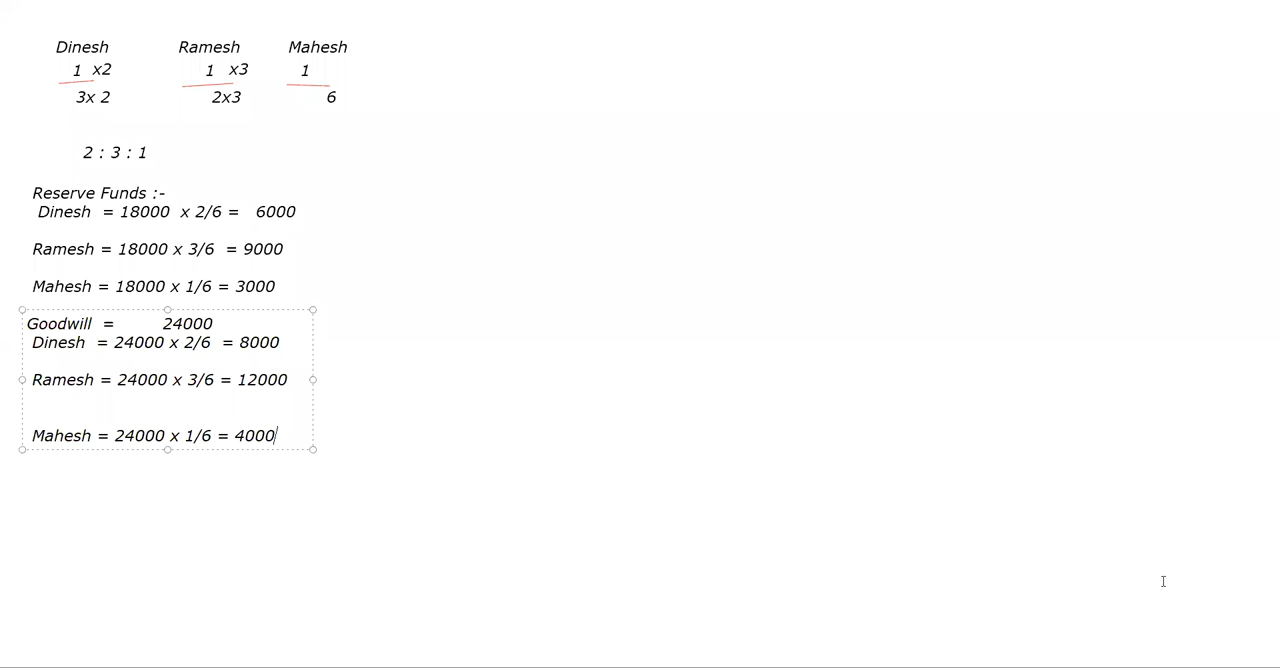 Dinesh Ramesh Mahesh
1 x2 1 x3 1
3x 2 2x3 6
2 : 3 : 1
Reserve Funds :-
Dinesh = 18000 x 2/6 = 6000
Ramesh = 18000 x 3/6 = 9000
Mahesh = 18000 x 1/6 = 3000
Goodwill = 24000
Dinesh = 24000 x 2/6 = 8000
Ramesh = 24000 x 3/6 = 12000
Mahesh = 24000 x 1/6 = 4000